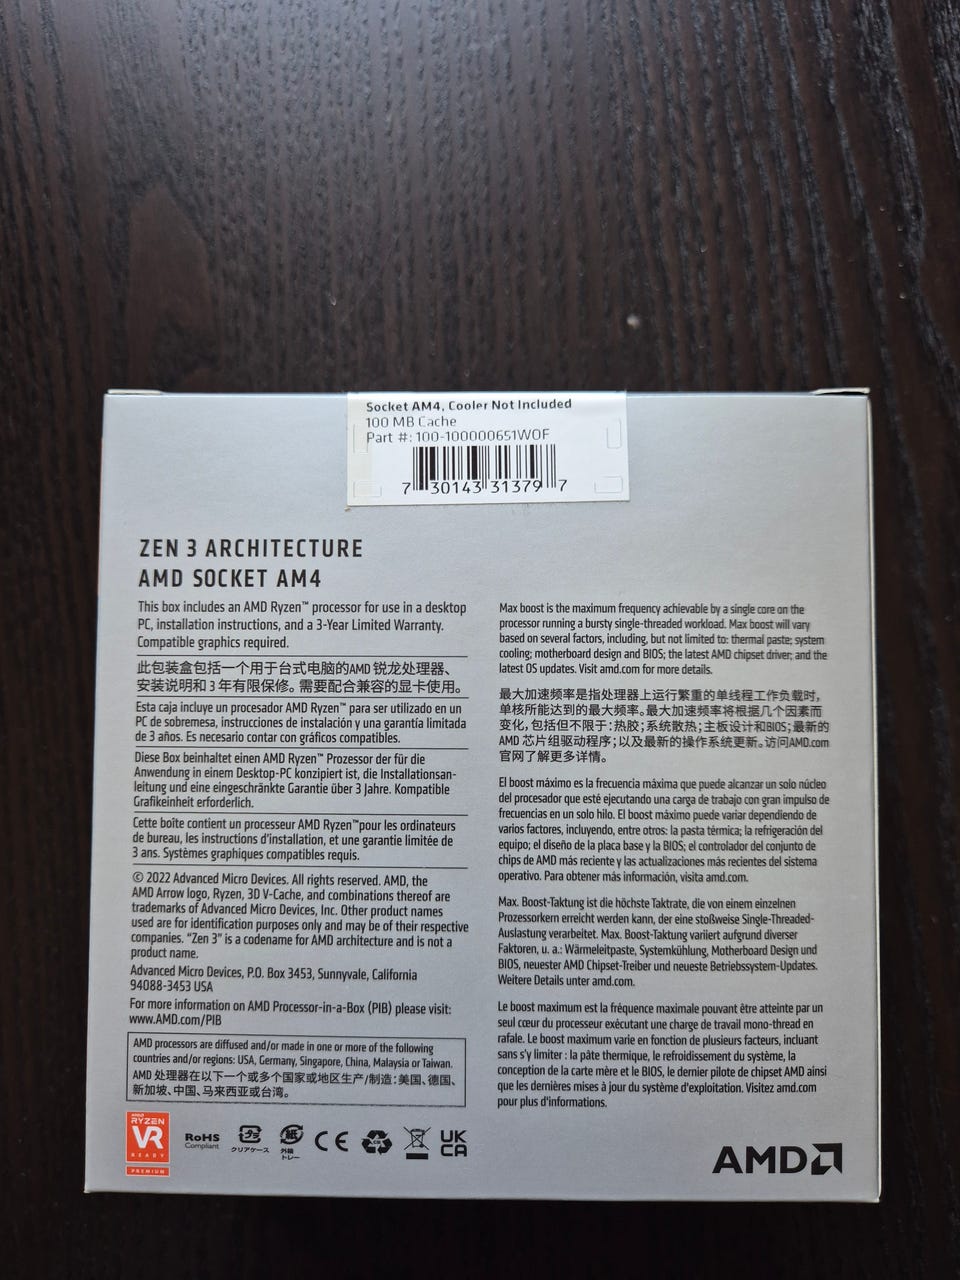 Socket AM4, Cooler Not Included
100 MB Cache
Part #: 100-100000651WOF
7 30143 31379 7
ZEN 3 ARCHITECTURE
AMD SOCKET AM4
This box includes an AMD Ryzen™ processor for use in a desktop
PC, installation instructions, and a 3-Year Limited Warranty.
Compatible graphics required.
此包装盒包括一个用于台式电脑的AMD 锐龙处理器、
安装说明和 3 年有限保修。需要配合兼容的显卡使用。
Esta caja incluye un procesador AMD Ryzen™ para ser utilizado en un
PC de sobremesa, instrucciones de instalación y una garantía limitada
de 3 años. Es necesario contar con gráficos compatibles.
Diese Box beinhaltet einen AMD Ryzen™ Prozessor der für die
Anwendung in einem Desktop-PC konzipiert ist, die Installationsan-
leitung und eine eingeschränkte Garantie über 3 Jahre. Kompatible
Grafikeinheit erforderlich.
Cette boîte contient un processeur AMD Ryzen™pour les ordinateurs
de bureau, les instructions d'installation, et une garantie limitée de
3 ans. Systèmes graphiques compatibles requis.
© 2022 Advanced Micro Devices. All rights reserved. AMD, the
AMD Arrow logo, Ryzen, 3D V-Cache, and combinations thereof are
trademarks of Advanced Micro Devices, Inc. Other product names
used are for identification purposes only and may be of their respective
companies. “Zen 3” is a codename for AMD architecture and is not a
product name.
Advanced Micro Devices, P.O. Box 3453, Sunnyvale, California
94088-3453 USA
For more information on AMD Processor-in-a-Box (PIB) please visit:
www.AMD.com/PIB
AMD processors are diffused and/or made in one or more of the following
countries and/or regions: USA, Germany, Singapore, China, Malaysia or Taiwan.
AMD 处理器在以下一个或多个国家或地区生产/制造：美国、德国、
新加坡、中国、马来西亚或台湾。
Max boost is the maximum frequency achievable by a single core on the
processor running a bursty single-threaded workload. Max boost will vary
based on several factors, including, but not limited to: thermal paste; system
cooling; motherboard design and BIOS; the latest AMD chipset driver; and the
latest OS updates. Visit amd.com for more details.
最大加速频率是指处理器上运行繁重的单线程工作负载时，
单核所能达到的最大频率。最大加速频率将根据几个因素而
变化，包括但不限于：热胶；系统散热；主板设计和BIOS；最新的
AMD 芯片组驱动程序；以及最新的操作系统更新。访问AMD.com
官网了解更多详情。
El boost máximo es la frecuencia máxima que puede alcanzar un solo núcleo
del procesador que esté ejecutando una carga de trabajo con gran impulso de
frecuencias en un solo hilo. El boost máximo puede variar dependiendo de
varios factores, incluyendo, entre otros: la pasta térmica; la refrigeración del
equipo; el diseño de la placa base y la BIOS; el controlador del conjunto de
chips de AMD más reciente y las actualizaciones más recientes del sistema
operativo. Para obtener más información, visita amd.com.
Max. Boost-Taktung ist die höchste Taktrate, die von einem einzelnen
Prozessorkern erreicht werden kann, der eine stoßweise Single-Threaded-
Auslastung verarbeitet. Max. Boost-Taktung variiert aufgrund diverser
Faktoren, u. a.: Wärmeleitpaste, Systemkühlung, Motherboard Design und
BIOS, neuester AMD Chipset-Treiber und neueste Betriebssystem-Updates.
Weitere Details unter amd.com.
Le boost maximum est la fréquence maximale pouvant être atteinte par un
seul cœur du processeur exécutant une charge de travail mono-thread en
rafale. Le boost maximum varie en fonction de plusieurs facteurs, incluant
sans s'y limiter : la pâte thermique, le refroidissement du système, la
conception de la carte mère et le BIOS, le dernier pilote de chipset AMD ainsi
que les dernières mises à jour du système d'exploitation. Visitez amd.com
pour plus d'informations.
AMD
RYZEN
VR
READY
PREMIUM
RoHS
Compliant
プラ
クリアケース
紙
外箱
トレー
CE
UK
CA
AMD